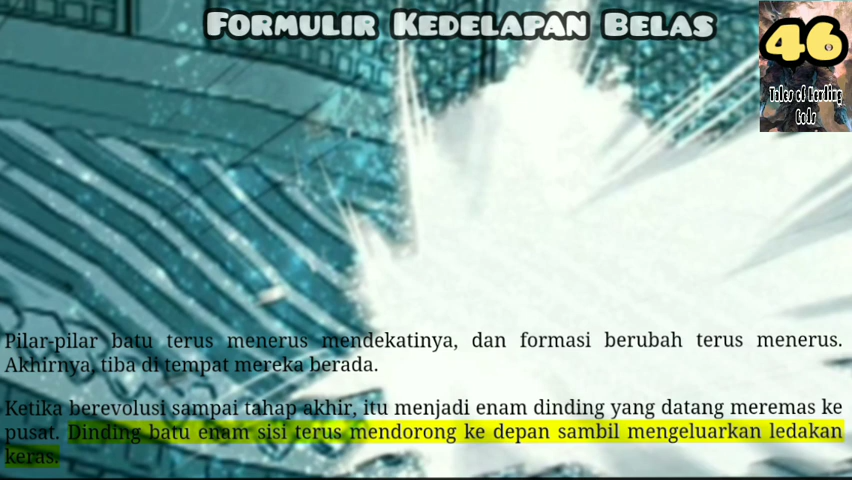 Formulir Kedelapan Belas
46
Tales of Herding
Gods
Pilar-pilar batu terus menerus mendekatinya, dan formasi berubah terus menerus.
Akhirnya, tiba di tempat mereka berada.
Ketika berevolusi sampai tahap akhir, itu menjadi enam dinding yang datang meremas ke
pusat. Dinding batu enam sisi terus mendorong ke depan sambil mengeluarkan ledakan
keras.